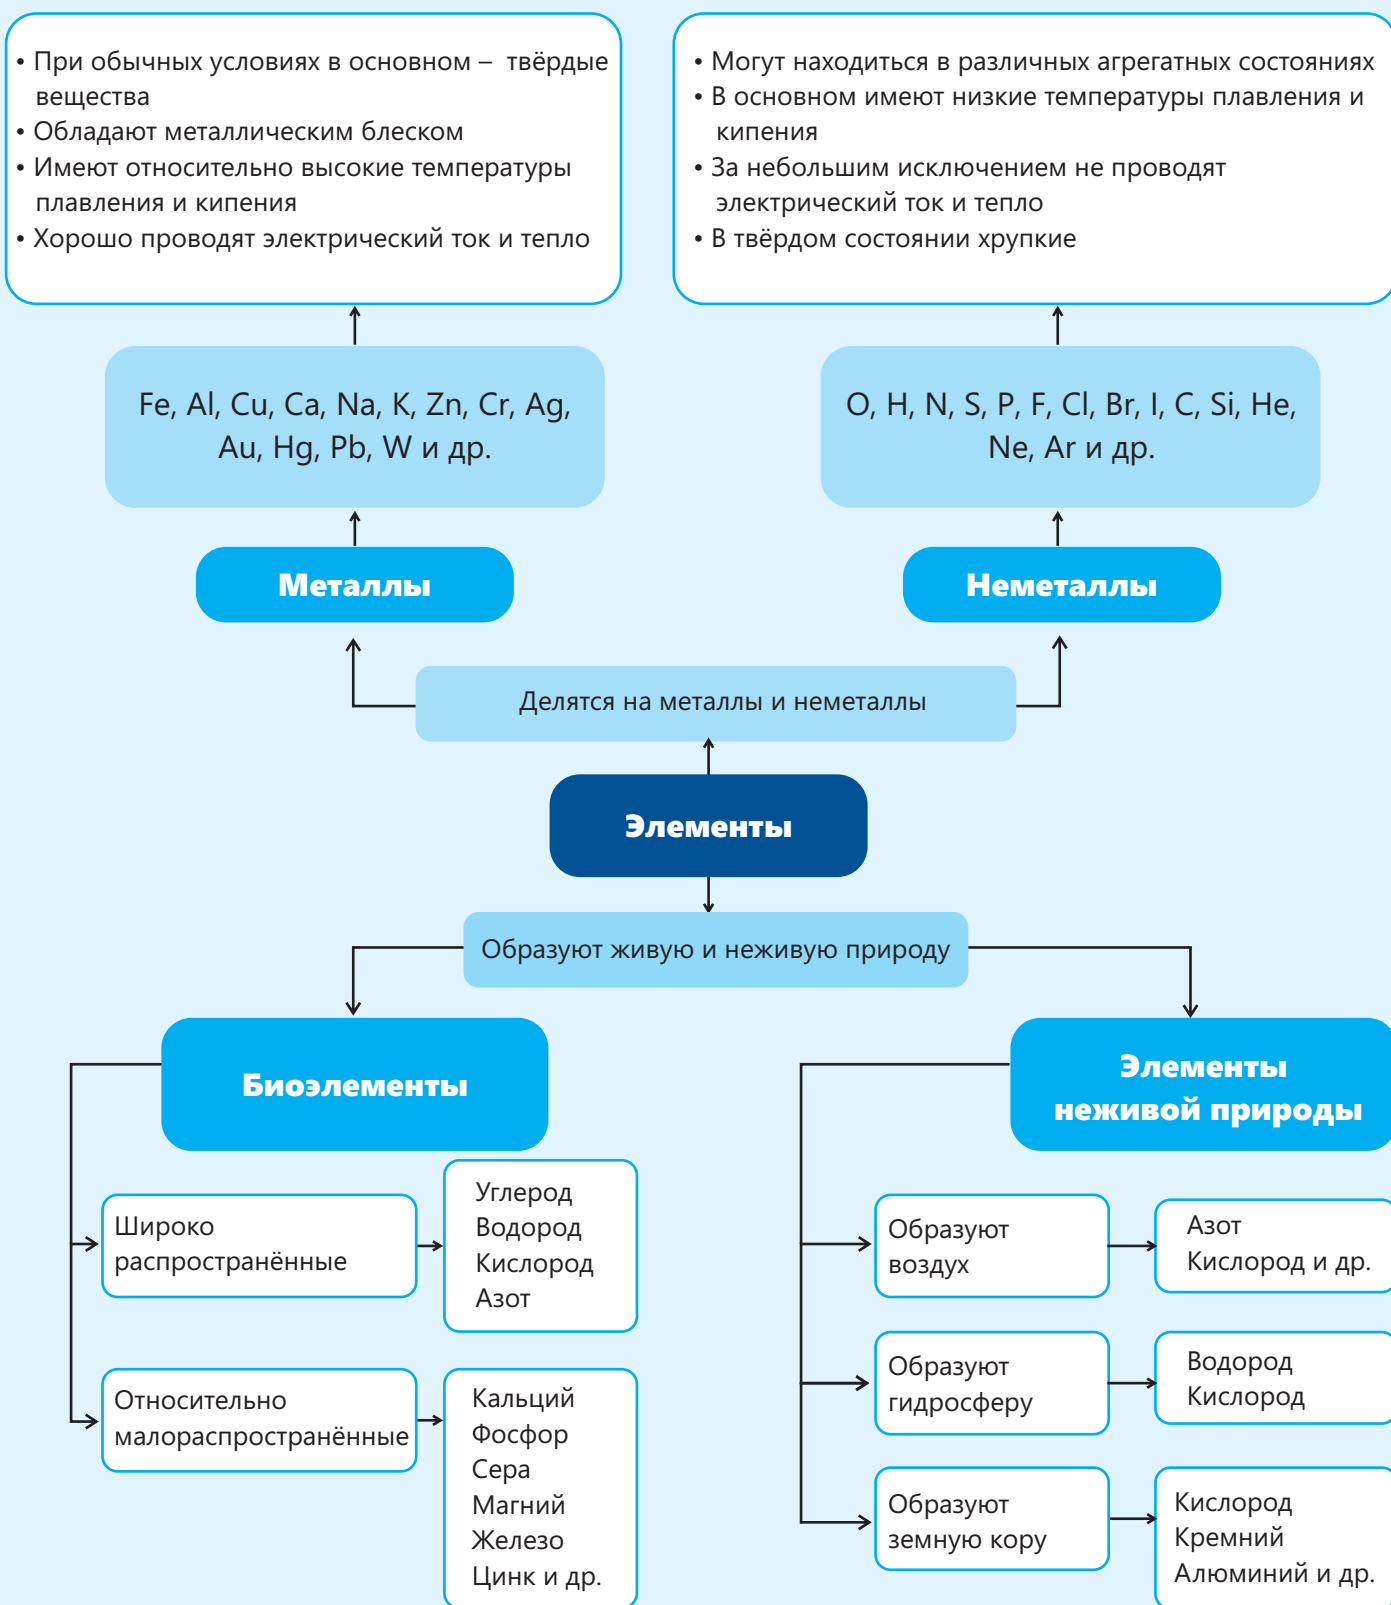 • При обычных условиях в основном – твёрдые
вещества
• Обладают металлическим блеском
• Имеют относительно высокие температуры
плавления и кипения
• Хорошо проводят электрический ток и тепло
• Могут находиться в различных агрегатных состояниях
• В основном имеют низкие температуры плавления и
кипения
• За небольшим исключением не проводят
электрический ток и тепло
• В твёрдом состоянии хрупкие
Fe, Al, Cu, Ca, Na, K, Zn, Cr, Ag,
Au, Hg, Pb, W и др.
O, H, N, S, P, F, Cl, Br, I, C, Si, He,
Ne, Ar и др.
Металлы
Неметаллы
Делятся на металлы и неметаллы
Элементы
Образуют живую и неживую природу
Биоэлементы
Широко
распространённые
Углерод
Водород
Кислород
Азот
Относительно
малораспространённые
Кальций
Фосфор
Сера
Магний
Железо
Цинк и др.
Элементы
неживой природы
Образуют
воздух
Азот
Кислород и др.
Образуют
гидросферу
Водород
Кислород
Образуют
земную кору
Кислород
Кремний
Алюминий и др.